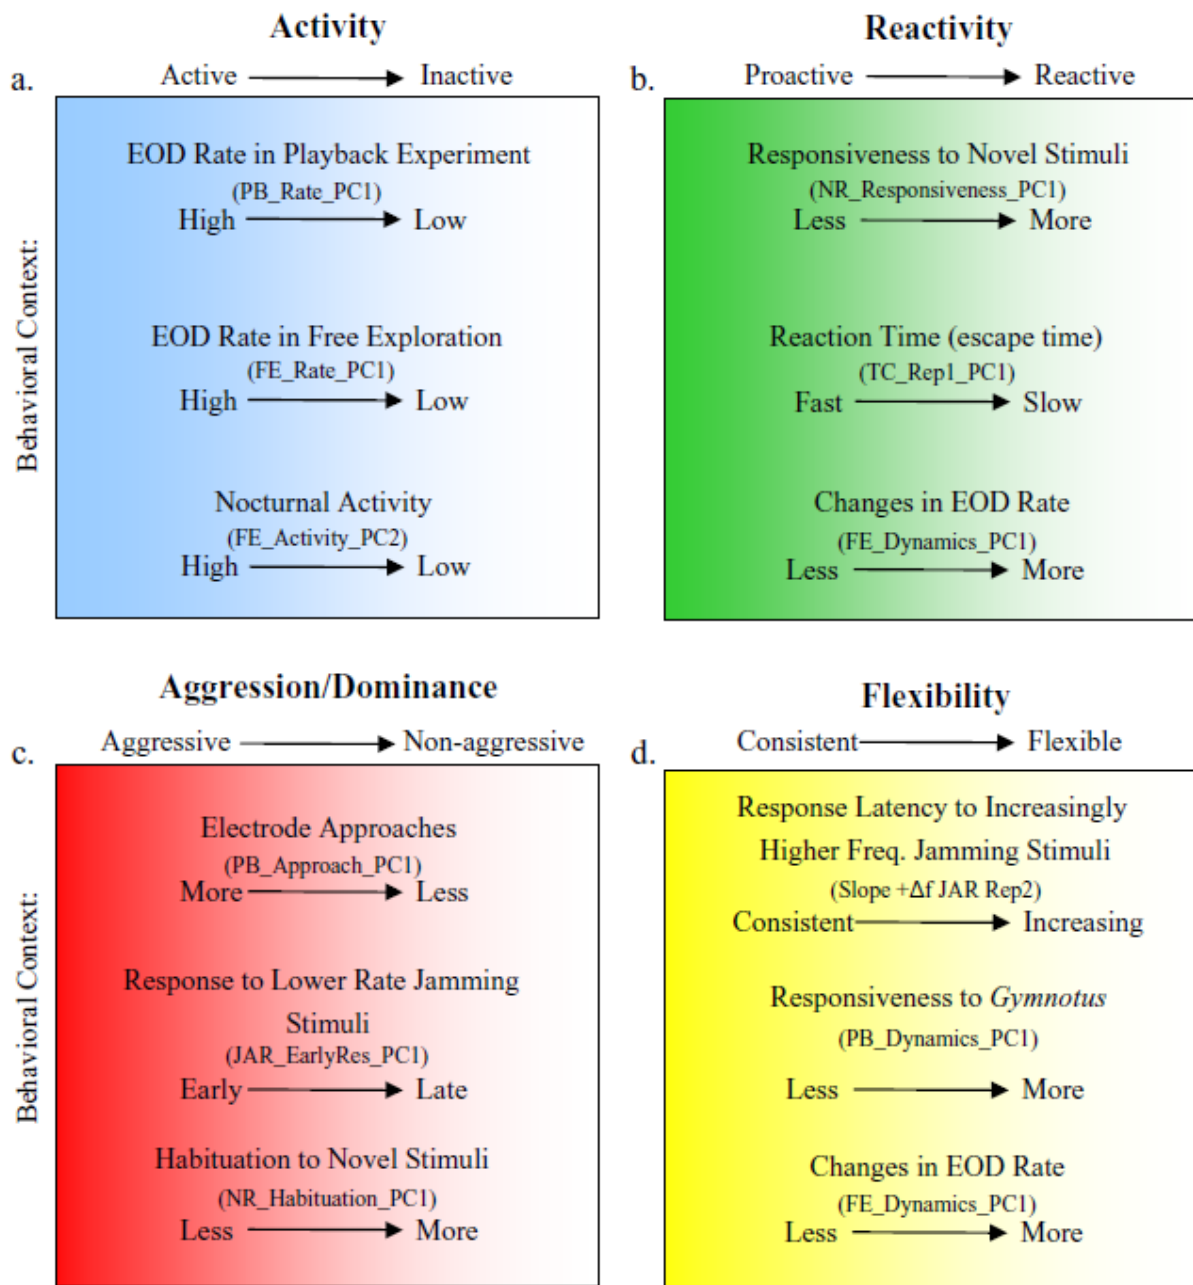 Activity
Active Inactive
a.
Behavioral Context:
EOD Rate in Playback Experiment
(PB_Rate_PC1)
High Low
EOD Rate in Free Exploration
(FE_Rate_PC1)
High Low
Nocturnal Activity
(FE_Activity_PC2)
High Low
Reactivity
Proactive Reactive
b.
Responsiveness to Novel Stimuli
(NR_Responsiveness_PC1)
Less More
Reaction Time (escape time)
(TC_Rep1_PC1)
Fast Slow
Changes in EOD Rate
(FE_Dynamics_PC1)
Less More
Aggression/Dominance
Aggressive Non-aggressive
c.
Behavioral Context:
Electrode Approaches
(PB_Approach_PC1)
More Less
Response to Lower Rate Jamming
Stimuli
(JAR_EarlyRes_PC1)
Early Late
Habituation to Novel Stimuli
(NR_Habituation_PC1)
Less More
Flexibility
Consistent Flexible
d.
Response Latency to Increasingly
Higher Freq. Jamming Stimuli
(Slope +Δf JAR Rep2)
Consistent Increasing
Responsiveness to Gymnotus
(PB_Dynamics_PC1)
Less More
Changes in EOD Rate
(FE_Dynamics_PC1)
Less More